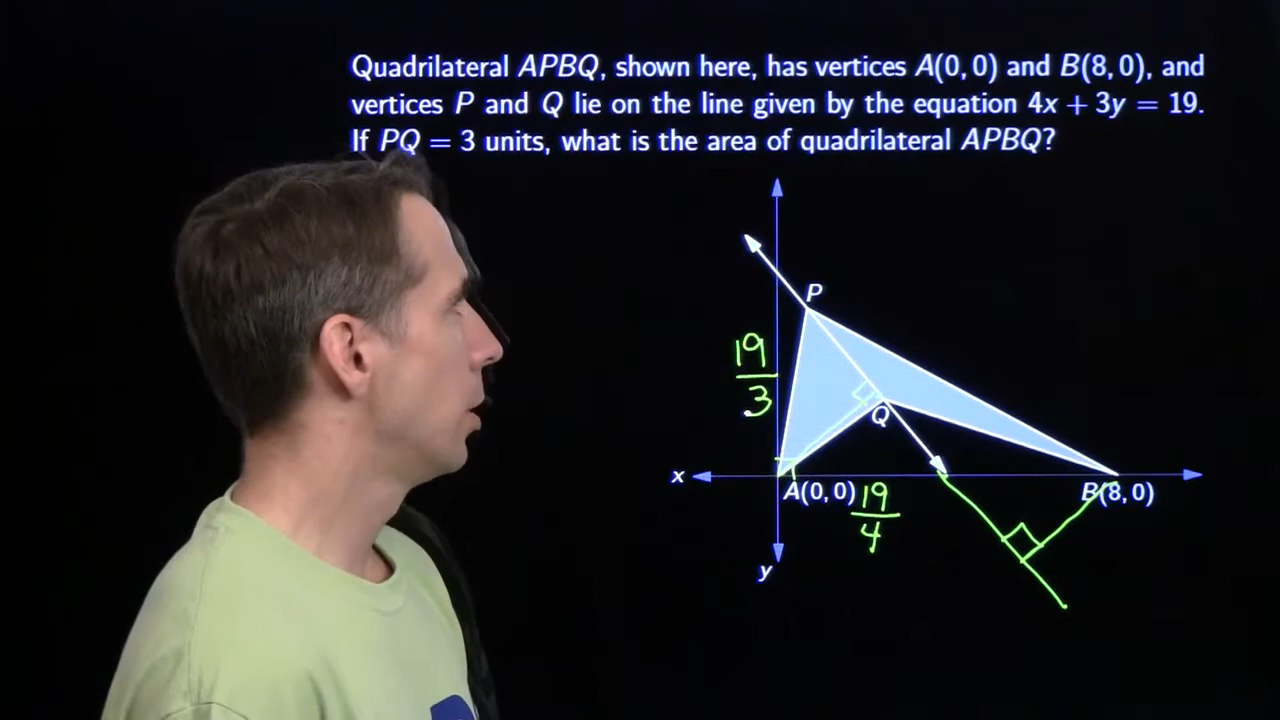 Quadrilateral APBQ, shown here, has vertices A(0, 0) and B(8, 0), and
vertices P and Q lie on the line given by the equation 4x + 3y = 19.
If PQ = 3 units, what is the area of quadrilateral APBQ?
P
19
3
Q
x
A(0, 0)
19
4
B(8, 0)
y